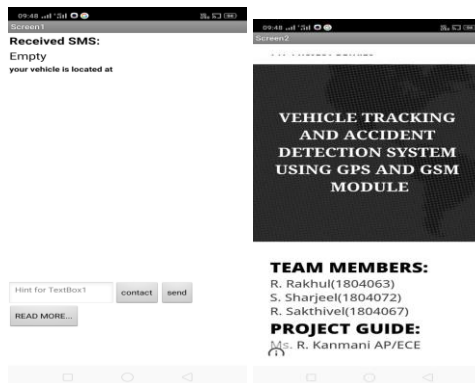 09:48
Screen1
Received SMS:
Empty
your vehicle is located at
Hint for TextBox1
contact
send
READ MORE...
09:48
Screen2
VEHICLE TRACKING
AND ACCIDENT
DETECTION SYSTEM
USING GPS AND GSM
MODULE
TEAM MEMBERS:
R. Rakhul(1804063)
S. Sharjeel(1804072)
R. Sakthivel(1804067)
PROJECT GUIDE:
Ms. R. Kanmani AP/ECE